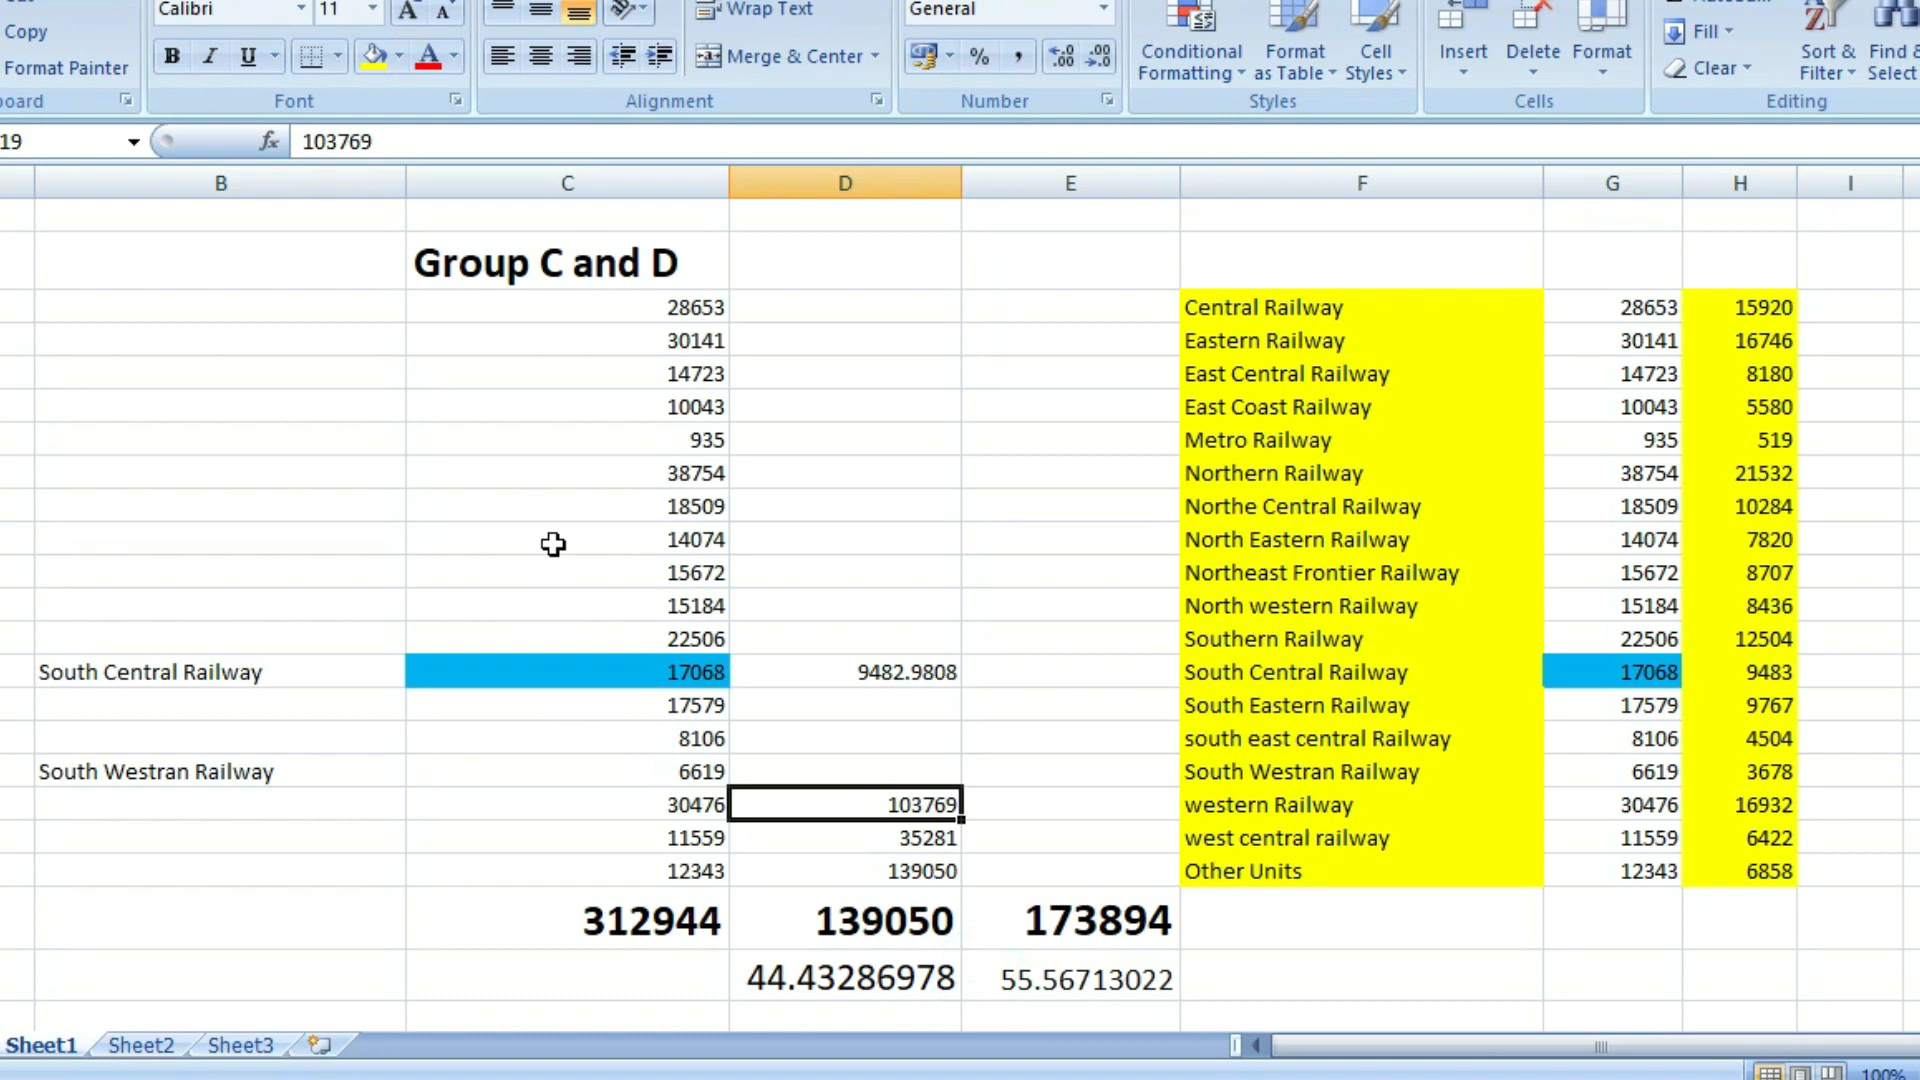 Calibri 11 A A Wrap Text General
Copy
Format Painter B I U A Merge & Center % , Conditional Formatting Format as Table Cell Styles Insert Delete Format Fill Clear Sort & Filter Find & Select
board Font Alignment Number Styles Cells Editing
19 fx 103769
B C D E F G H I
Group C and D
28653 Central Railway 28653 15920
30141 Eastern Railway 30141 16746
14723 East Central Railway 14723 8180
10043 East Coast Railway 10043 5580
935 Metro Railway 935 519
38754 Northern Railway 38754 21532
18509 Northe Central Railway 18509 10284
14074 North Eastern Railway 14074 7820
15672 Northeast Frontier Railway 15672 8707
15184 North western Railway 15184 8436
22506 Southern Railway 22506 12504
South Central Railway 17068 9482.9808 South Central Railway 17068 9483
17579 South Eastern Railway 17579 9767
8106 south east central Railway 8106 4504
South Westran Railway 6619 South Westran Railway 6619 3678
30476 103769 western Railway 30476 16932
11559 35281 west central railway 11559 6422
12343 139050 Other Units 12343 6858
312944 139050 173894
44.43286978 55.56713022
Sheet1 Sheet2 Sheet3
100%